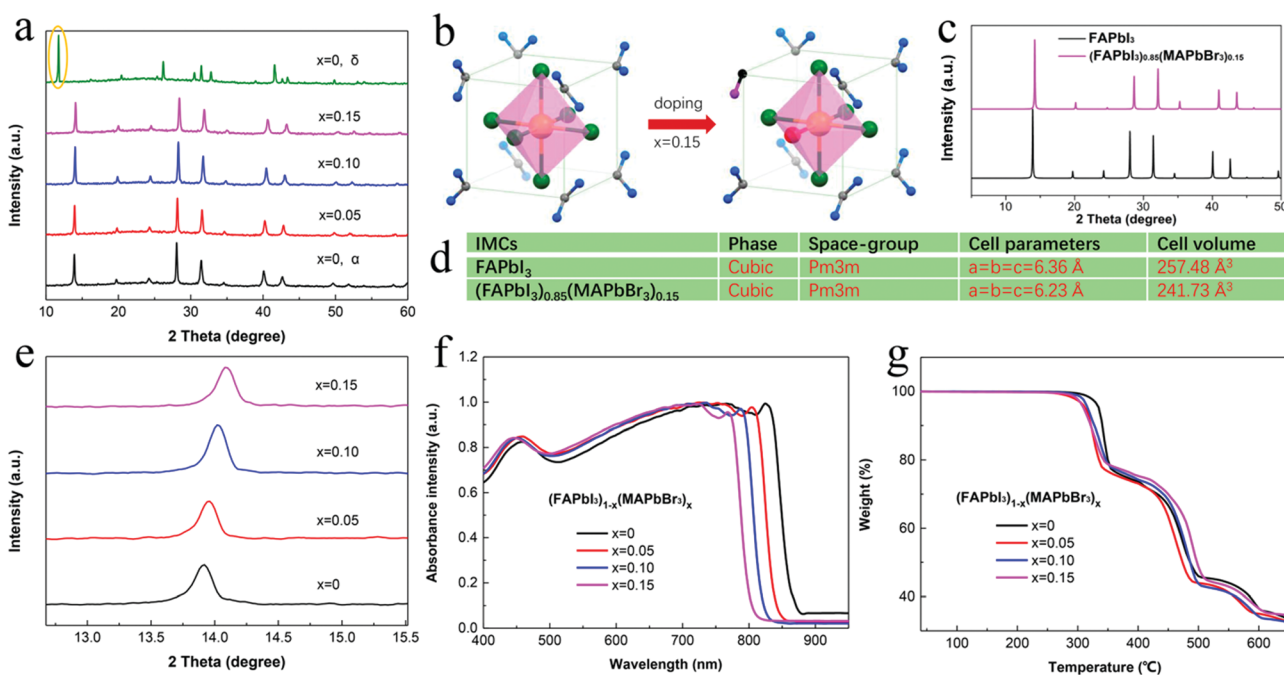 a
Intensity (a.u.)
x=0, δ
x=0.15
x=0.10
x=0.05
x=0, α
10 20 30 40 50 60
2 Theta (degree)
b
doping
x=0.15
c
Intensity (a.u.)
FAPbI₃
(FAPbI₃)0.85(MAPbBr₃)0.15
0 10 20 30 40 50
2 Theta (degree)
d
IMCs Phase Space-group Cell parameters Cell volume
FAPbI₃ Cubic Pm3m a=b=c=6.36 Å 257.48 Å³
(FAPbI₃)₀.₈₅(MAPbBr₃)₀.₁₅ Cubic Pm3m a=b=c=6.23 Å 241.73 Å³
e
Intensity (a.u.)
x=0.15
x=0.10
x=0.05
x=0
13.0 13.5 14.0 14.5 15.0 15.5
2 Theta (degree)
f
Absorbance intensity (a.u.)
1.2
1.0
0.8
0.6
0.4
0.2
0.0
(FAPbI₃)₁₋ₓ(MAPbBr₃)ₓ
x=0
x=0.05
x=0.10
x=0.15
400 500 600 700 800 900
Wavelength (nm)
g
Weight (%)
100
80
60
40
(FAPbI₃)₁₋ₓ(MAPbBr₃)ₓ
x=0
x=0.05
x=0.10
x=0.15
100 200 300 400 500 600
Temperature (℃)